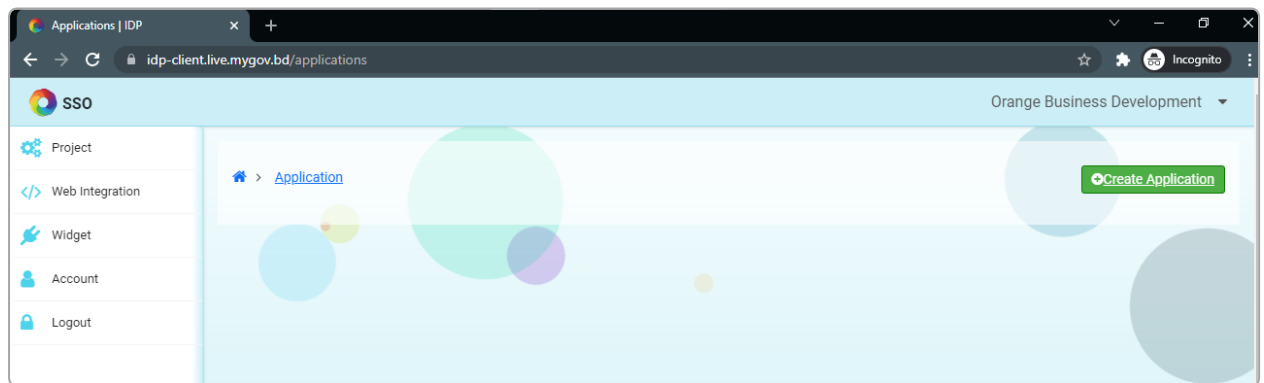 Applications | IDP
idp-client.live.mygov.bd/applications
Incognito
SSO
Orange Business Development
Project
Web Integration
Widget
Account
Logout
Application
Create Application